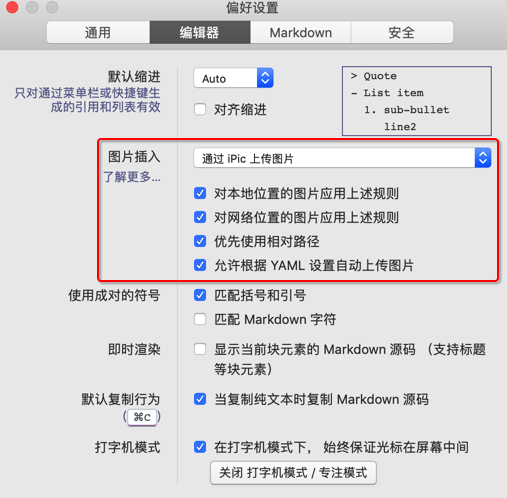 偏好设置
通用 编辑器 Markdown 安全
默认缩进 Auto
只对通过菜单栏或快捷键生
成的引用和列表有效
对齐缩进
> Quote
- List item
1. sub-bullet
line2
图片插入 通过 iPic 上传图片
了解更多...
对本地位置的图片应用上述规则
对网络位置的图片应用上述规则
优先使用相对路径
允许根据 YAML 设置自动上传图片
使用成对的符号 匹配括号和引号
匹配 Markdown 字符
即时渲染 显示当前块元素的 Markdown 源码 (支持标题
等块元素)
默认复制行为 当复制纯文本时复制 Markdown 源码
(⌘C)
打字机模式 在打字机模式下, 始终保证光标在屏幕中间
关闭 打字机模式 / 专注模式